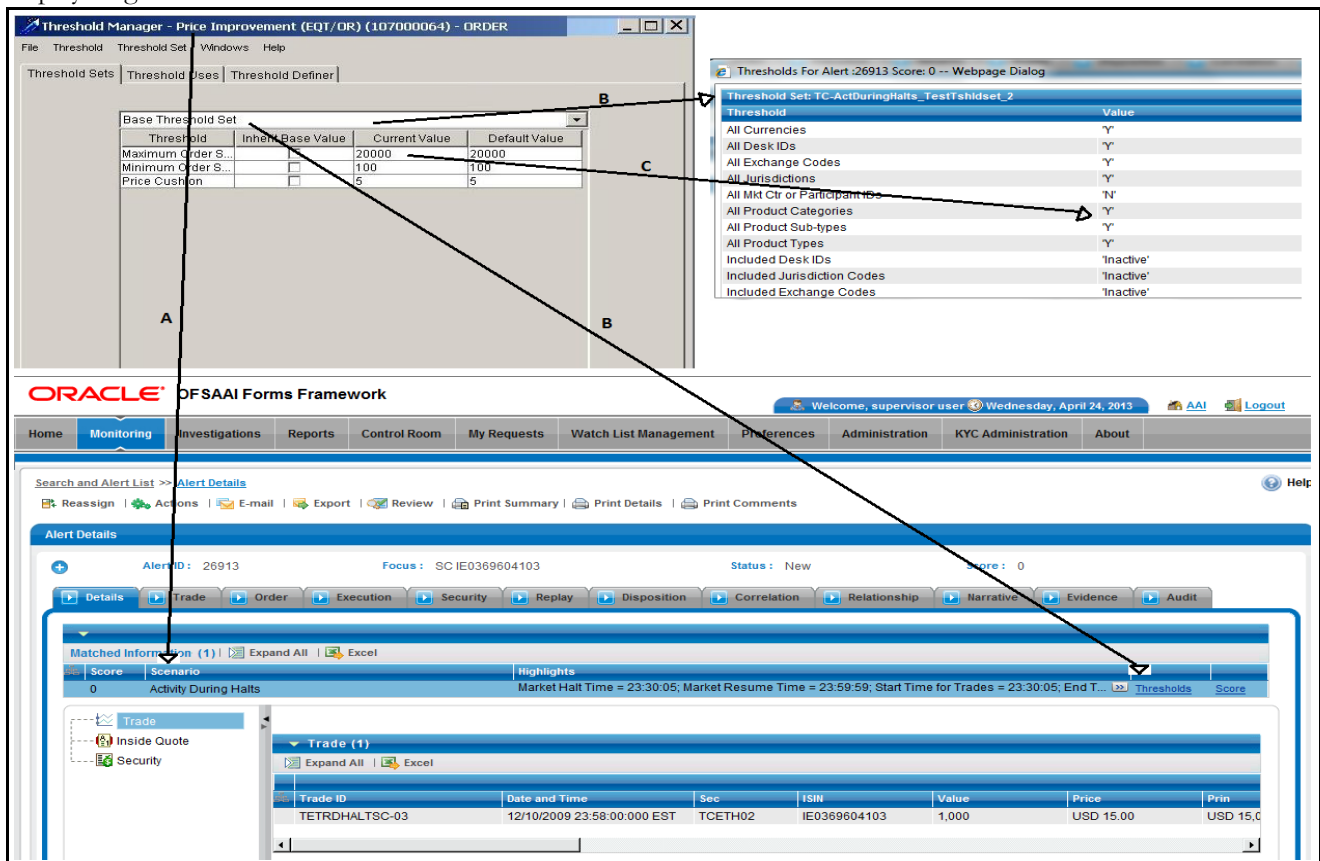 Threshold Manager - Price Improvement (EQT/OR) (107000064) - ORDER
File Threshold Threshold Set Windows Help
Threshold Sets Threshold Uses Threshold Definer
B
Base Threshold Set
Threshold Inherit Base Value Current Value Default Value
Maximum Order S... 20000 20000
Minimum Order S... 100 100
Price Cushion 5 5
C
A
B
Thresholds For Alert :26913 Score: 0 -- Webpage Dialog
Threshold Set: TC-ActDuringHalts_TestTshldset_2
Threshold Value
All Currencies 'Y'
All Desk IDs 'Y'
All Exchange Codes 'Y'
All Jurisdictions 'Y'
All Mkt Ctr or Participant IDs 'N'
All Product Categories 'Y'
All Product Sub-types 'Y'
All Product Types 'Y'
Included Desk IDs 'Inactive'
Included Jurisdiction Codes 'Inactive'
Included Exchange Codes 'Inactive'
ORACLE OFSAAI Forms Framework
Welcome, supervisor user Wednesday, April 24, 2013 AAI Logout
Home Monitoring Investigations Reports Control Room My Requests Watch List Management Preferences Administration KYC Administration About
Search and Alert List >> Alert Details Help
Reassign | Actions | E-mail | Export | Review | Print Summary | Print Details | Print Comments
Alert Details
Alert ID : 26913 Focus : SC IE0369604103 Status : New Score : 0
Details Trade Order Execution Security Replay Disposition Correlation Relationship Narrative Evidence Audit
Matched Information (1) | Expand All | Excel
Score Scenario Highlights
0 Activity During Halts Market Halt Time = 23:30:05; Market Resume Time = 23:59:59; Start Time for Trades = 23:30:05; End T... >> Thresholds Score
Trade
Inside Quote
Security
Trade (1)
Expand All | Excel
Trade ID Date and Time Sec ISIN Value Price Prin
TETRDHALTSC-03 12/10/2009 23:58:00:000 EST TCETH02 IE0369604103 1,000 USD 15.00 USD 15,0